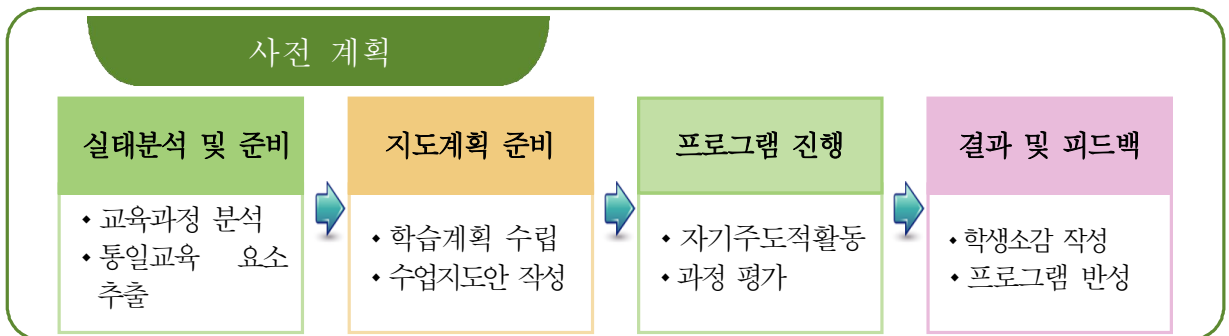 사전 계획
실태분석 및 준비
• 교육과정 분석
• 통일교육 요소
추출
지도계획 준비
• 학습계획 수립
• 수업지도안 작성
프로그램 진행
• 자기주도적활동
• 과정 평가
결과 및 피드백
• 학생소감 작성
• 프로그램 반성